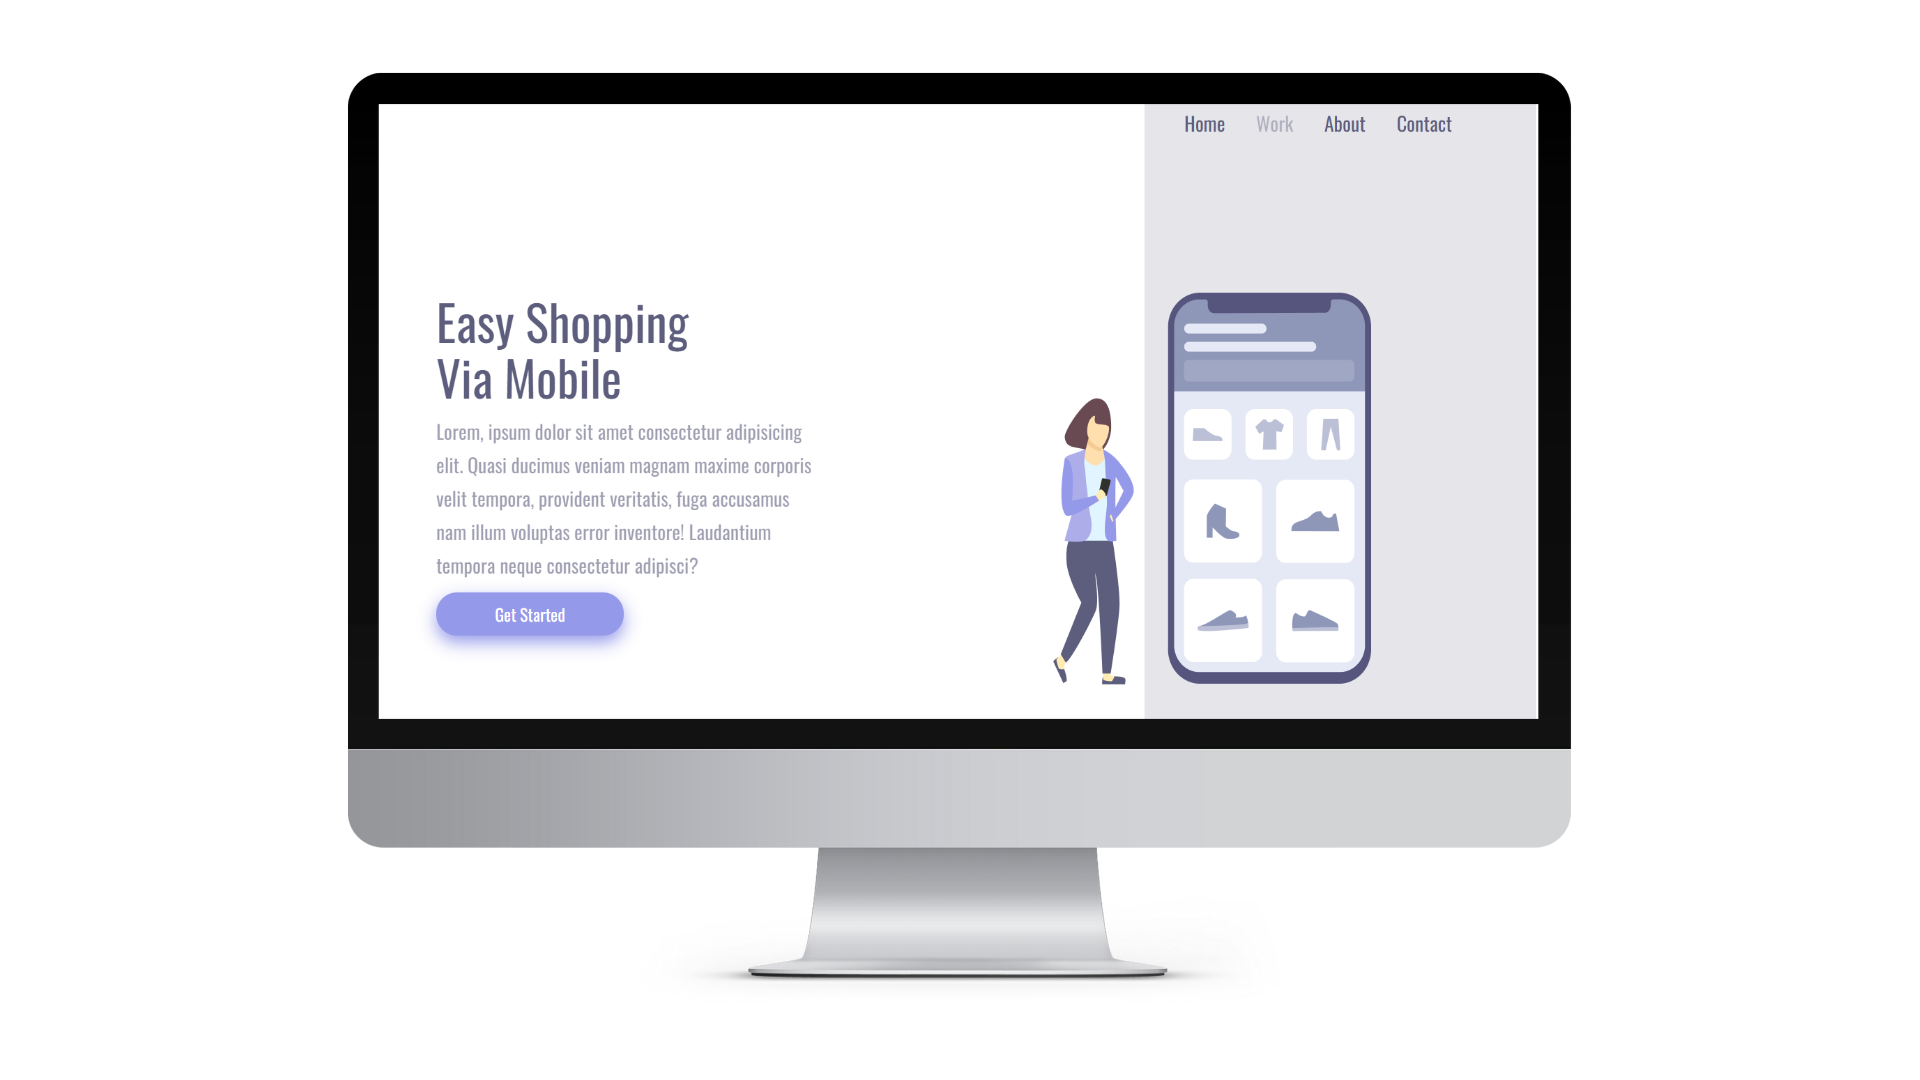 Home Work About Contact
Easy Shopping
Via Mobile
Lorem, ipsum dolor sit amet consectetur adipisicing
elit. Quasi ducimus veniam magnam maxime corporis
velit tempora, provident veritatis, fuga accusamus
nam illum voluptas error inventore! Laudantium
tempora neque consectetur adipisci?
Get Started